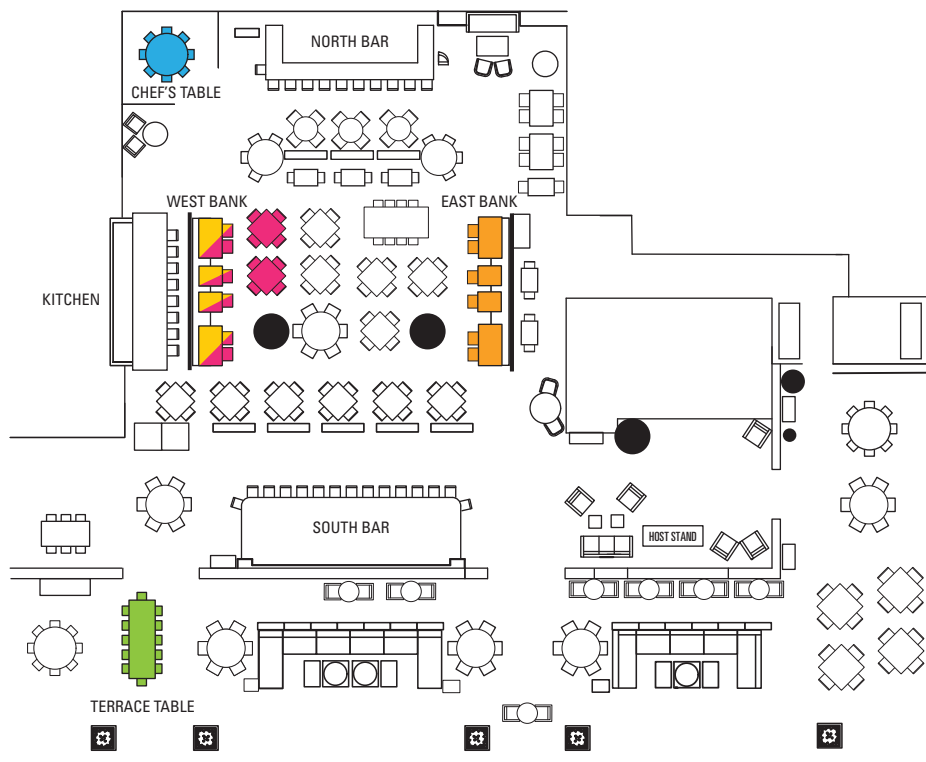 NORTH BAR
CHEF'S TABLE
WEST BANK
EAST BANK
KITCHEN
SOUTH BAR
HOST STAND
TERRACE TABLE